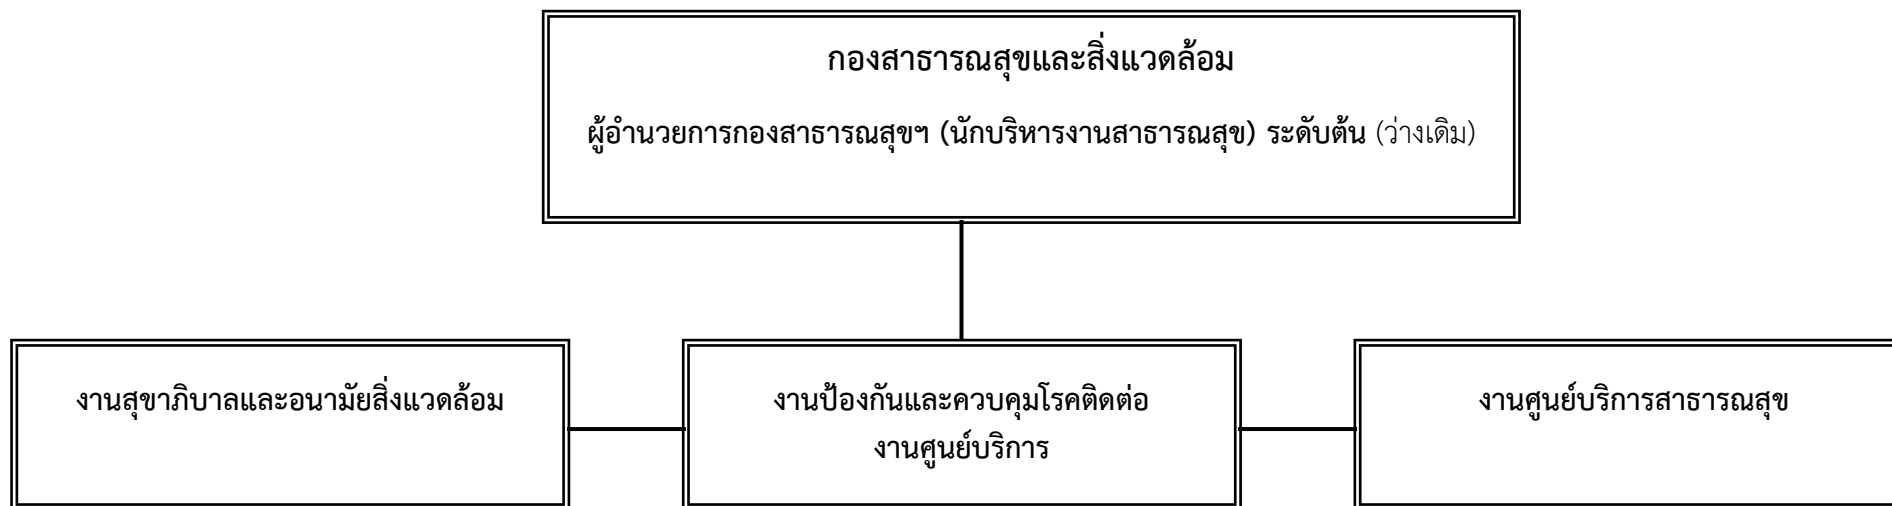 กองสาธารณสุขและสิ่งแวดล้อม
ผู้อำนวยการกองสาธารณสุขฯ (นักบริหารงานสาธารณสุข) ระดับต้น (ว่างเดิม)
งานสุขาภิบาลและอนามัยสิ่งแวดล้อม
งานป้องกันและควบคุมโรคติดต่อ
งานศูนย์บริการ
งานศูนย์บริการสาธารณสุข